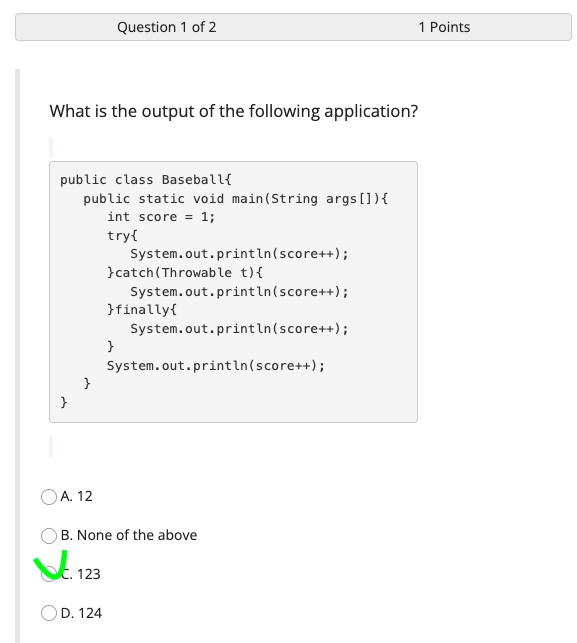 Question 1 of 2 1 Points
What is the output of the following application?
public class Baseball{
   public static void main(String args[]){
      int score = 1;
      try{
         System.out.println(score++);
      }catch(Throwable t){
         System.out.println(score++);
      }finally{
         System.out.println(score++);
      }
      System.out.println(score++);
   }
}
A. 12
B. None of the above
C. 123
D. 124